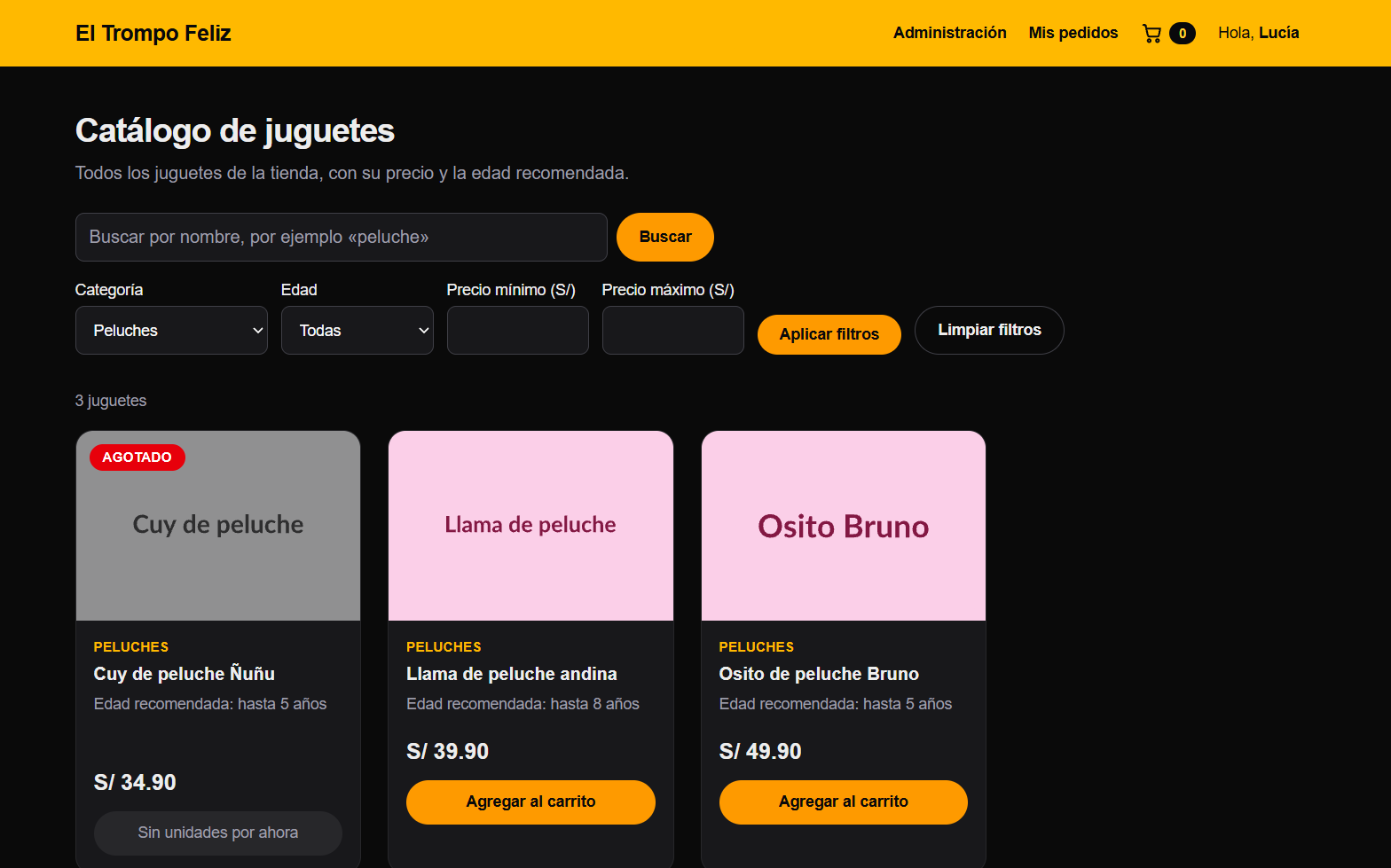 El Trompo Feliz
Administración
Mis pedidos
0
Hola, Lucía
Catálogo de juguetes
Todos los juguetes de la tienda, con su precio y la edad recomendada.
Buscar por nombre, por ejemplo «peluche»
Buscar
Categoría
Edad
Precio mínimo (S/)
Precio máximo (S/)
Peluches
Todas
Aplicar filtros
Limpiar filtros
3 juguetes
AGOTADO
Cuy de peluche
PELUCHES
Cuy de peluche Ñuñu
Edad recomendada: hasta 5 años
S/ 34.90
Sin unidades por ahora
Llama de peluche
PELUCHES
Llama de peluche andina
Edad recomendada: hasta 8 años
S/ 39.90
Agregar al carrito
Osito Bruno
PELUCHES
Osito de peluche Bruno
Edad recomendada: hasta 5 años
S/ 49.90
Agregar al carrito